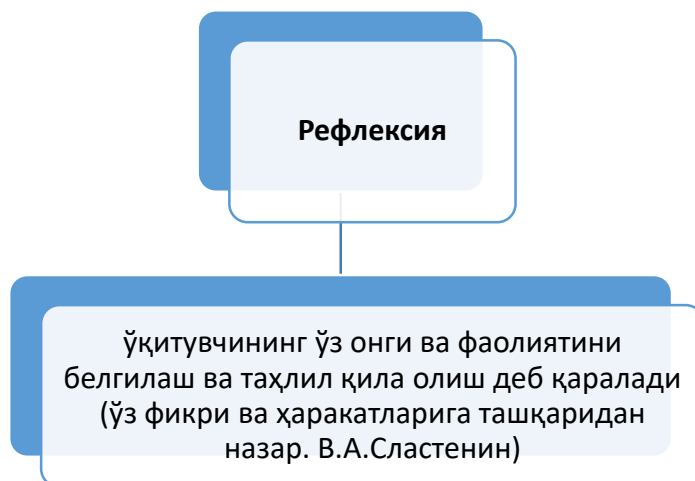 Рефлексия
ўқитувчининг ўз онги ва фаолиятини
белгилаш ва таҳлил қила олиш деб қаралади
(ўз фикри ва ҳаракатларига ташқаридан
назар. В.А.Сластенин)